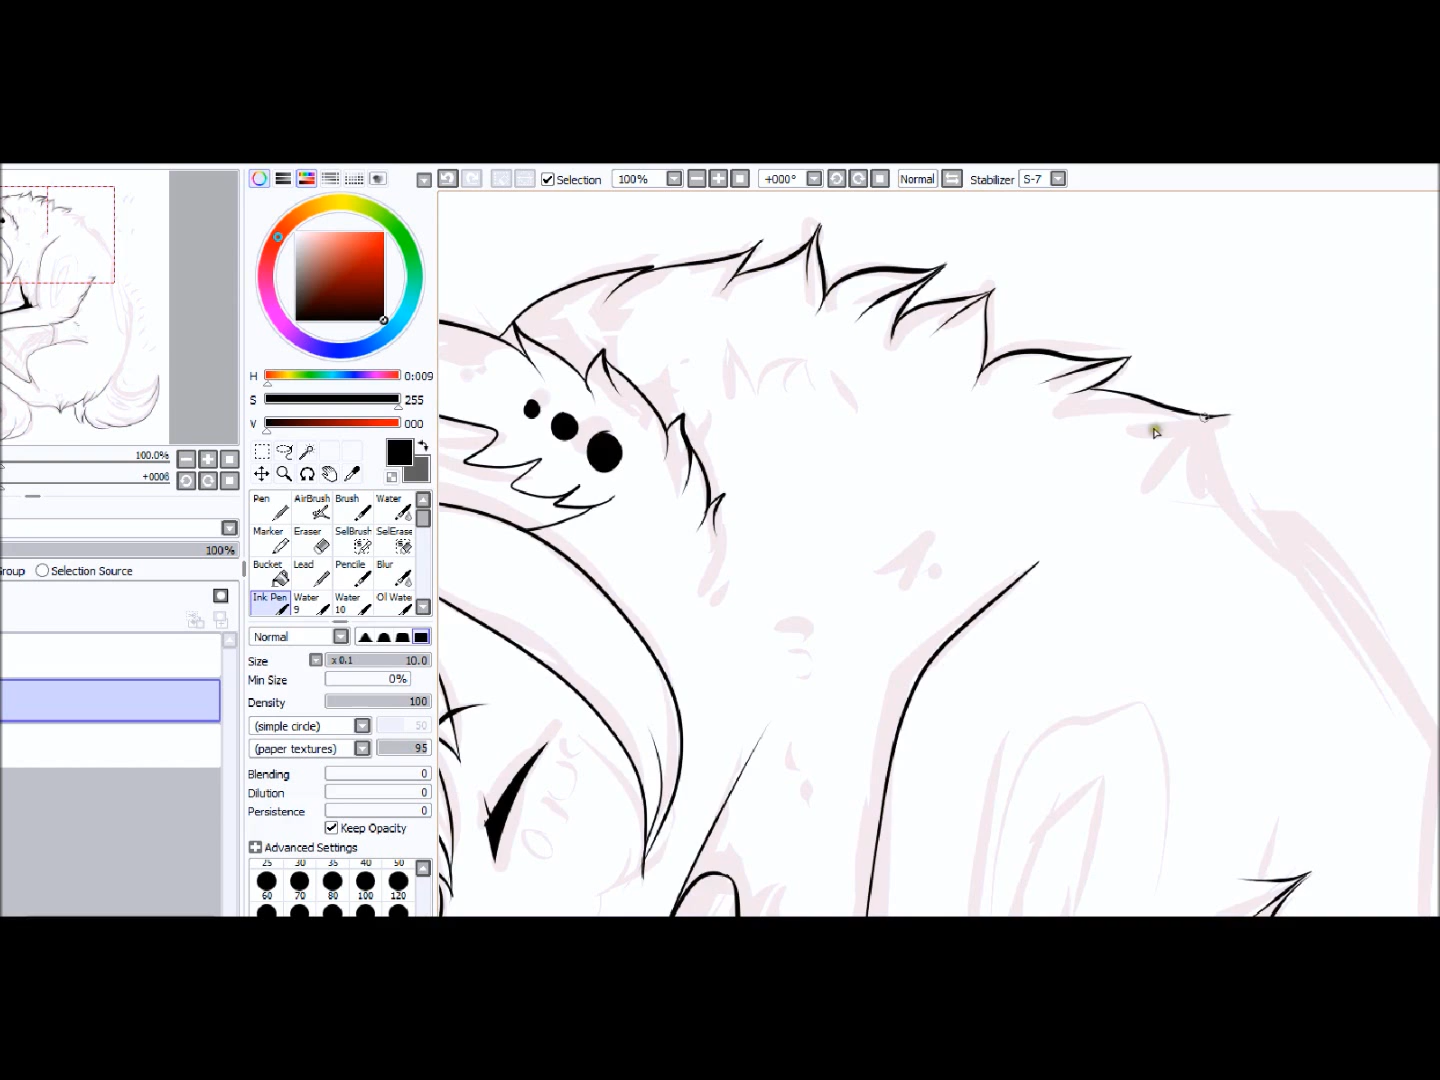 Selection 100% +000° Normal Stabilizer S-7
H 0:009
S 255
V 000
100.0%
+0006
Pen AirBrush Brush Water
Marker Eraser SelBrush SelErase
100%
Bucket Lead Pencile Blur
roup Selection Source
Ink Pen Water 9 Water 10 Oil Wate
Normal
Size x 0.1 10.0
Min Size 0%
Density 100
(simple circle) 50
(paper textures) 95
Blending 0
Dilution 0
Persistence 0
Keep Opacity
Advanced Settings
25 30 35 40 50
60 70 80 100 120